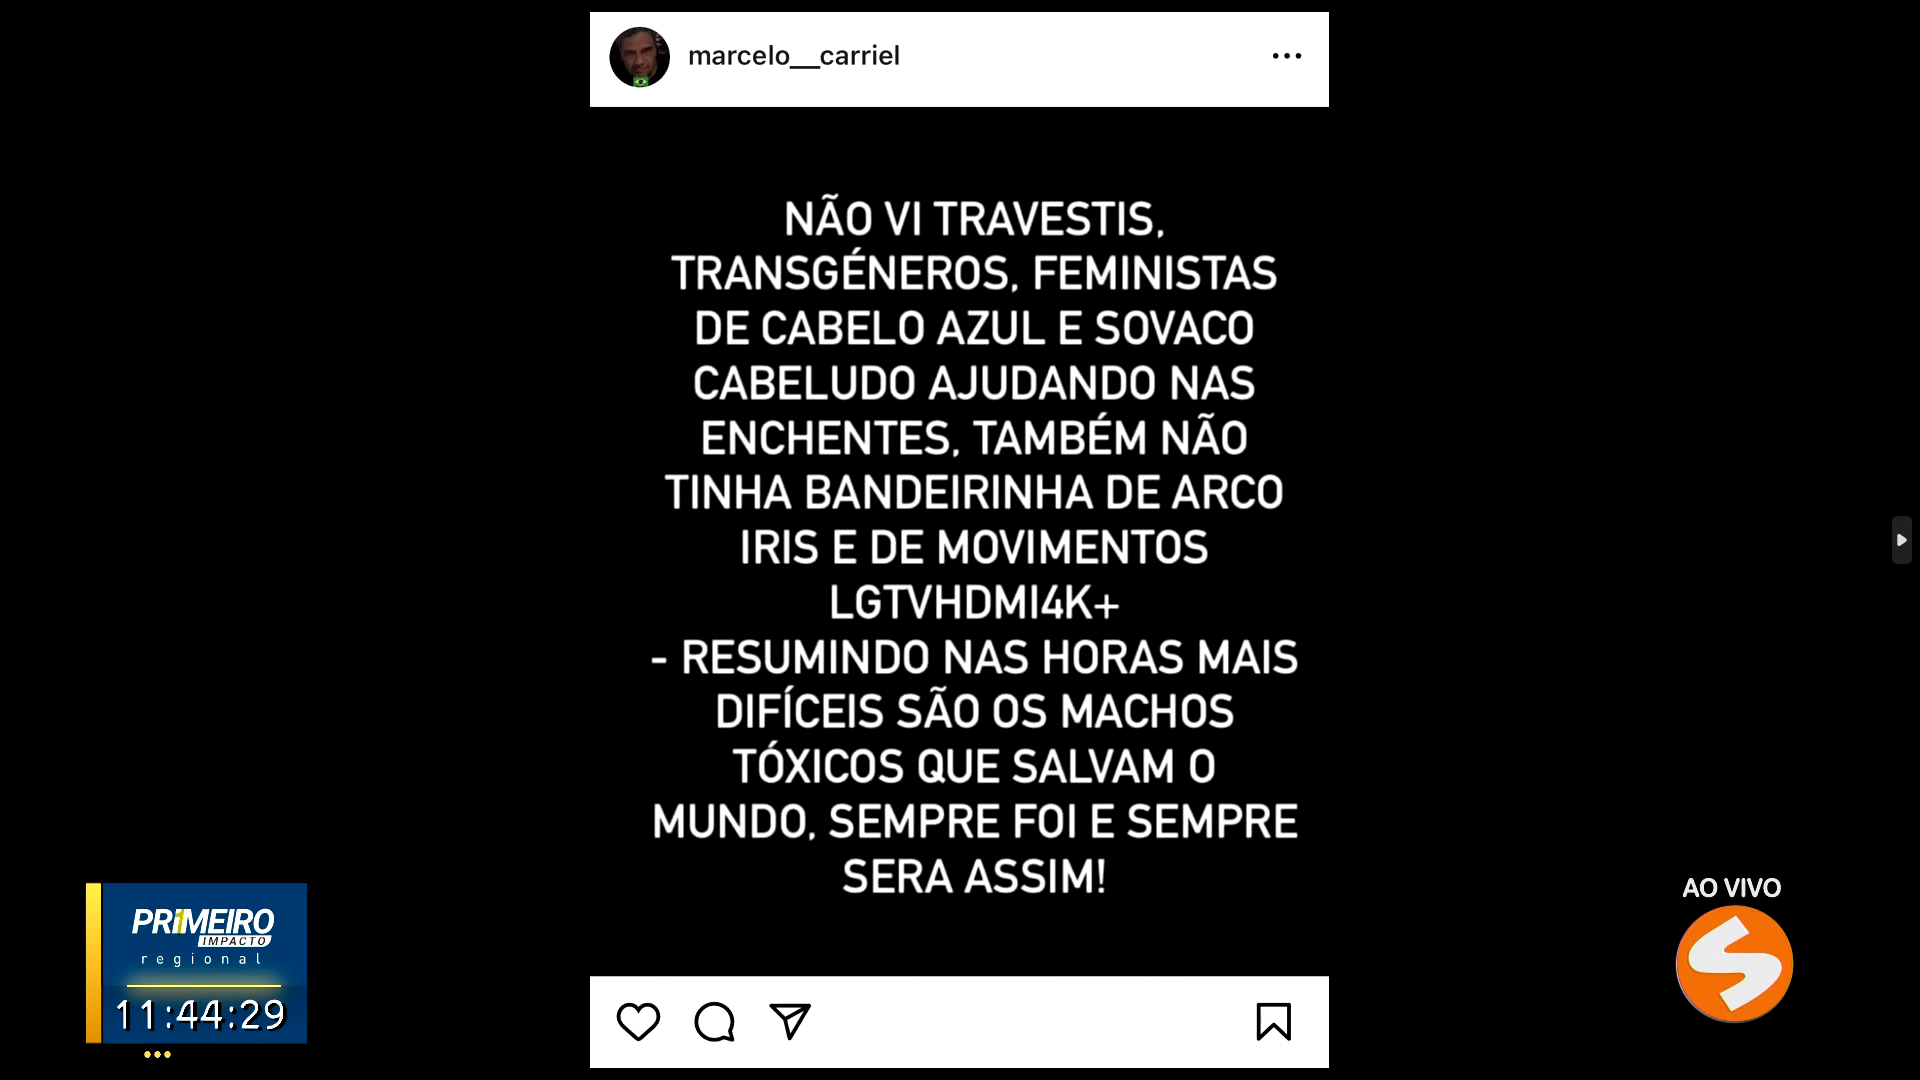 marcelo__carriel
NÃO VI TRAVESTIS,
TRANSGÉNEROS, FEMINISTAS
DE CABELO AZUL E SOVACO
CABELUDO AJUDANDO NAS
ENCHENTES, TAMBÉM NÃO
TINHA BANDEIRINHA DE ARCO
IRIS E DE MOVIMENTOS
LGTVHDMI4K+
- RESUMINDO NAS HORAS MAIS
DIFÍCEIS SÃO OS MACHOS
TÓXICOS QUE SALVAM O
MUNDO, SEMPRE FOI E SEMPRE
SERA ASSIM!
PR1MEIRO
IMPACTO
regional
11:44:29
AO VIVO
S